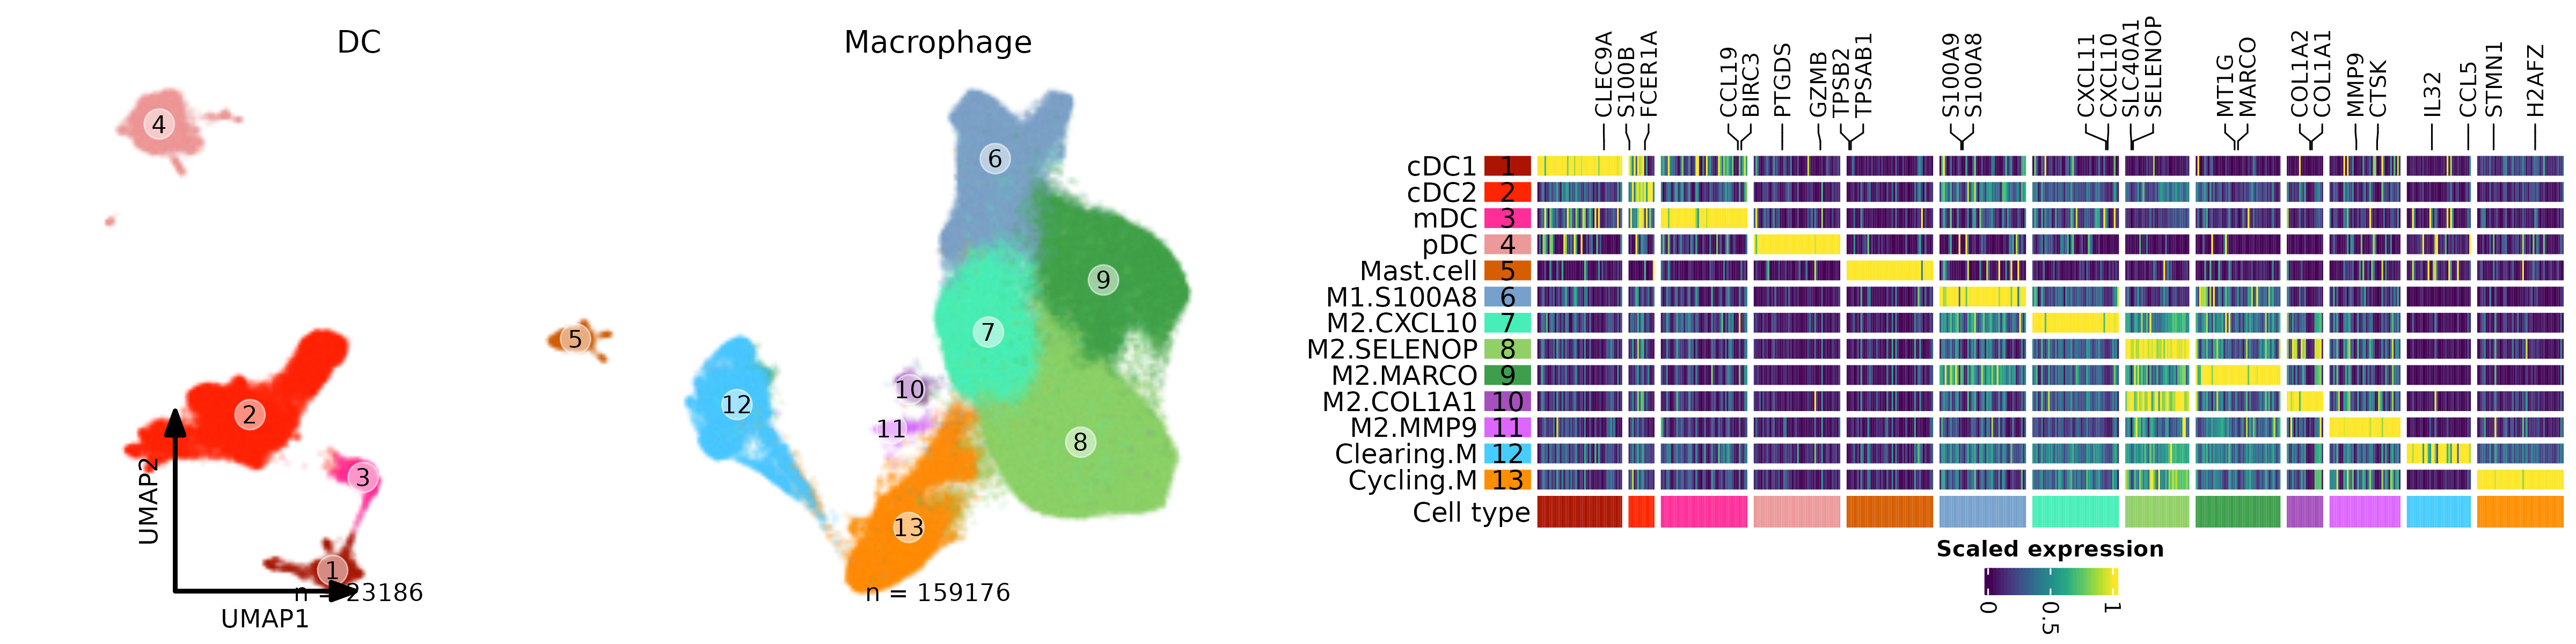 DC
4
2
3
1
5
n = 23186
UMAP2
UMAP1
Macrophage
6
9
7
10
11
12
8
13
n = 159176
CLEC9A
S100B
FCER1A
CCL19
BIRC3
PTGDS
GZMB
TPSB2
TPSAB1
S100A9
S100A8
CXCL11
CXCL10
SLC40A1
SELENOP
MT1G
MARCO
COL1A2
COL1A1
MMP9
CTSK
IL32
CCL5
STMN1
H2AFZ
cDC1 1
cDC2 2
mDC 3
pDC 4
Mast.cell 5
M1.S100A8 6
M2.CXCL10 7
M2.SELENOP 8
M2.MARCO 9
M2.COL1A1 10
M2.MMP9 11
Clearing.M 12
Cycling.M 13
Cell type
Scaled expression
0 0.5 1